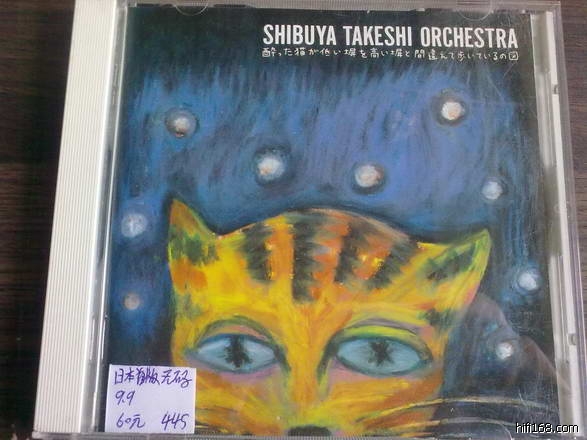 SHIBUYA TAKESHI ORCHESTRA
酔った猫が低い塀を高い塀と間違えて歩いているの図
日本首版 无码
9.9
60元 445
hifi168.com